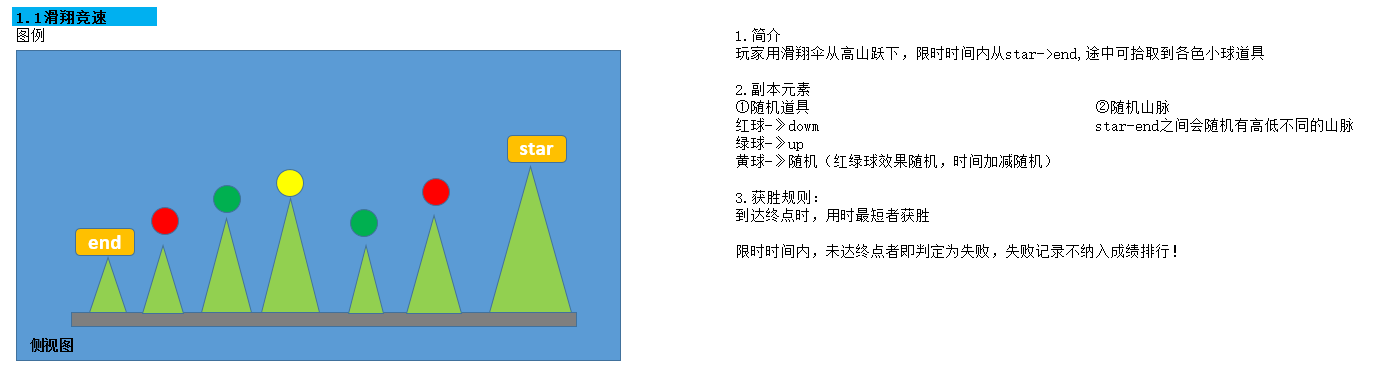 1.1滑翔竞速
图例
star
end
侧视图
1.简介
玩家用滑翔伞从高山跃下，限时时间内从star->end,途中可拾取到各色小球道具
2.副本元素
①随机道具
②随机山脉
红球-》dowm
star-end之间会随机有高低不同的山脉
绿球-》up
黄球-》随机（红绿球效果随机，时间加减随机）
3.获胜规则：
到达终点时，用时最短者获胜
限时时间内，未达终点者即判定为失败，失败记录不纳入成绩排行！